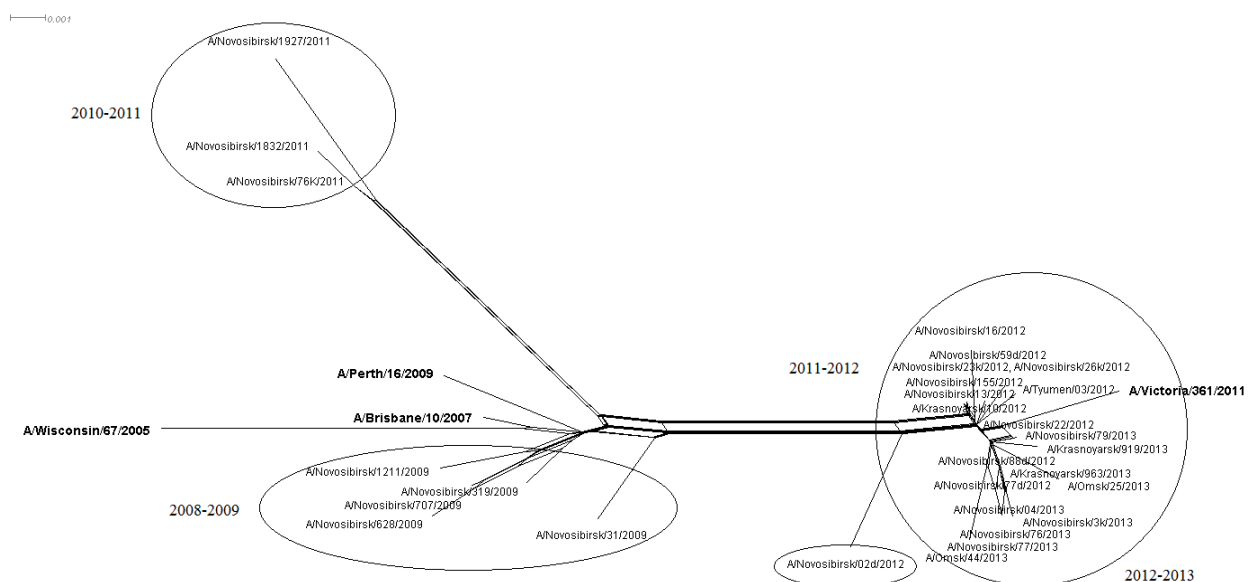 0.001
A/Novosibirsk/1927/2011
2010-2011
A/Novosibirsk/1832/2011
A/Novosibirsk/76K/2011
A/Novosibirsk/16/2012
A/Novosibirsk/59d/2012
2011-2012
A/Novosibirsk/23k/2012, A/Novosibirsk/26k/2012
A/Perth/16/2009
A/Novosibirsk/155/2012
A/Tyumen/03/2012
A/Victoria/361/2011
A/Novosibirsk/13/2012
A/Krasnoyarsk/10/2012
A/Brisbane/10/2007
A/Novosibirsk/22/2012
A/Wisconsin/67/2005
A/Novosibirsk/79/2013
A/Krasnoyarsk/919/2013
A/Novosibirsk/88d/2012
A/Novosibirsk/1211/2009
A/Krasnoyarsk/963/2013
A/Novosibirsk/77d/2012
A/Omsk/25/2013
A/Novosibirsk/319/2009
A/Novosibirsk/707/2009
2008-2009
A/Novosibirsk/04/2013
A/Novosibirsk/628/2009
A/Novosibirsk/3k/2013
A/Novosibirsk/31/2009
A/Novosibirsk/76/2013
A/Novosibirsk/77/2013
A/Omsk/44/2013
A/Novosibirsk/02d/2012
2012-2013